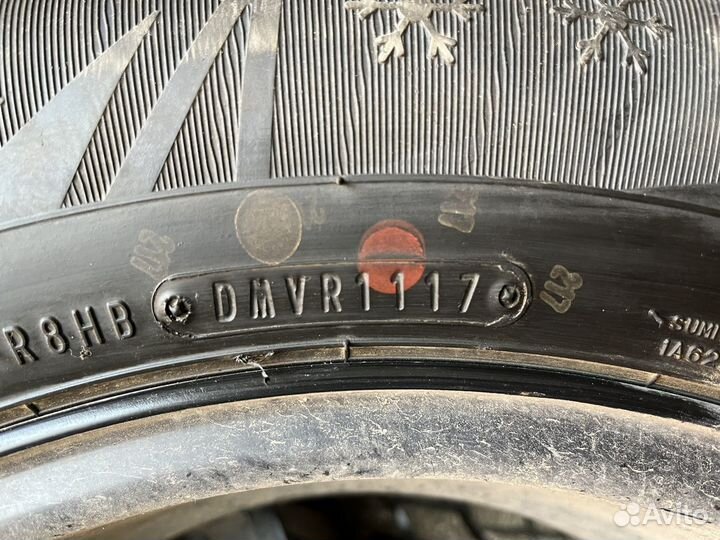 R8HB DMVR1117
SUMI
1A62
Avito